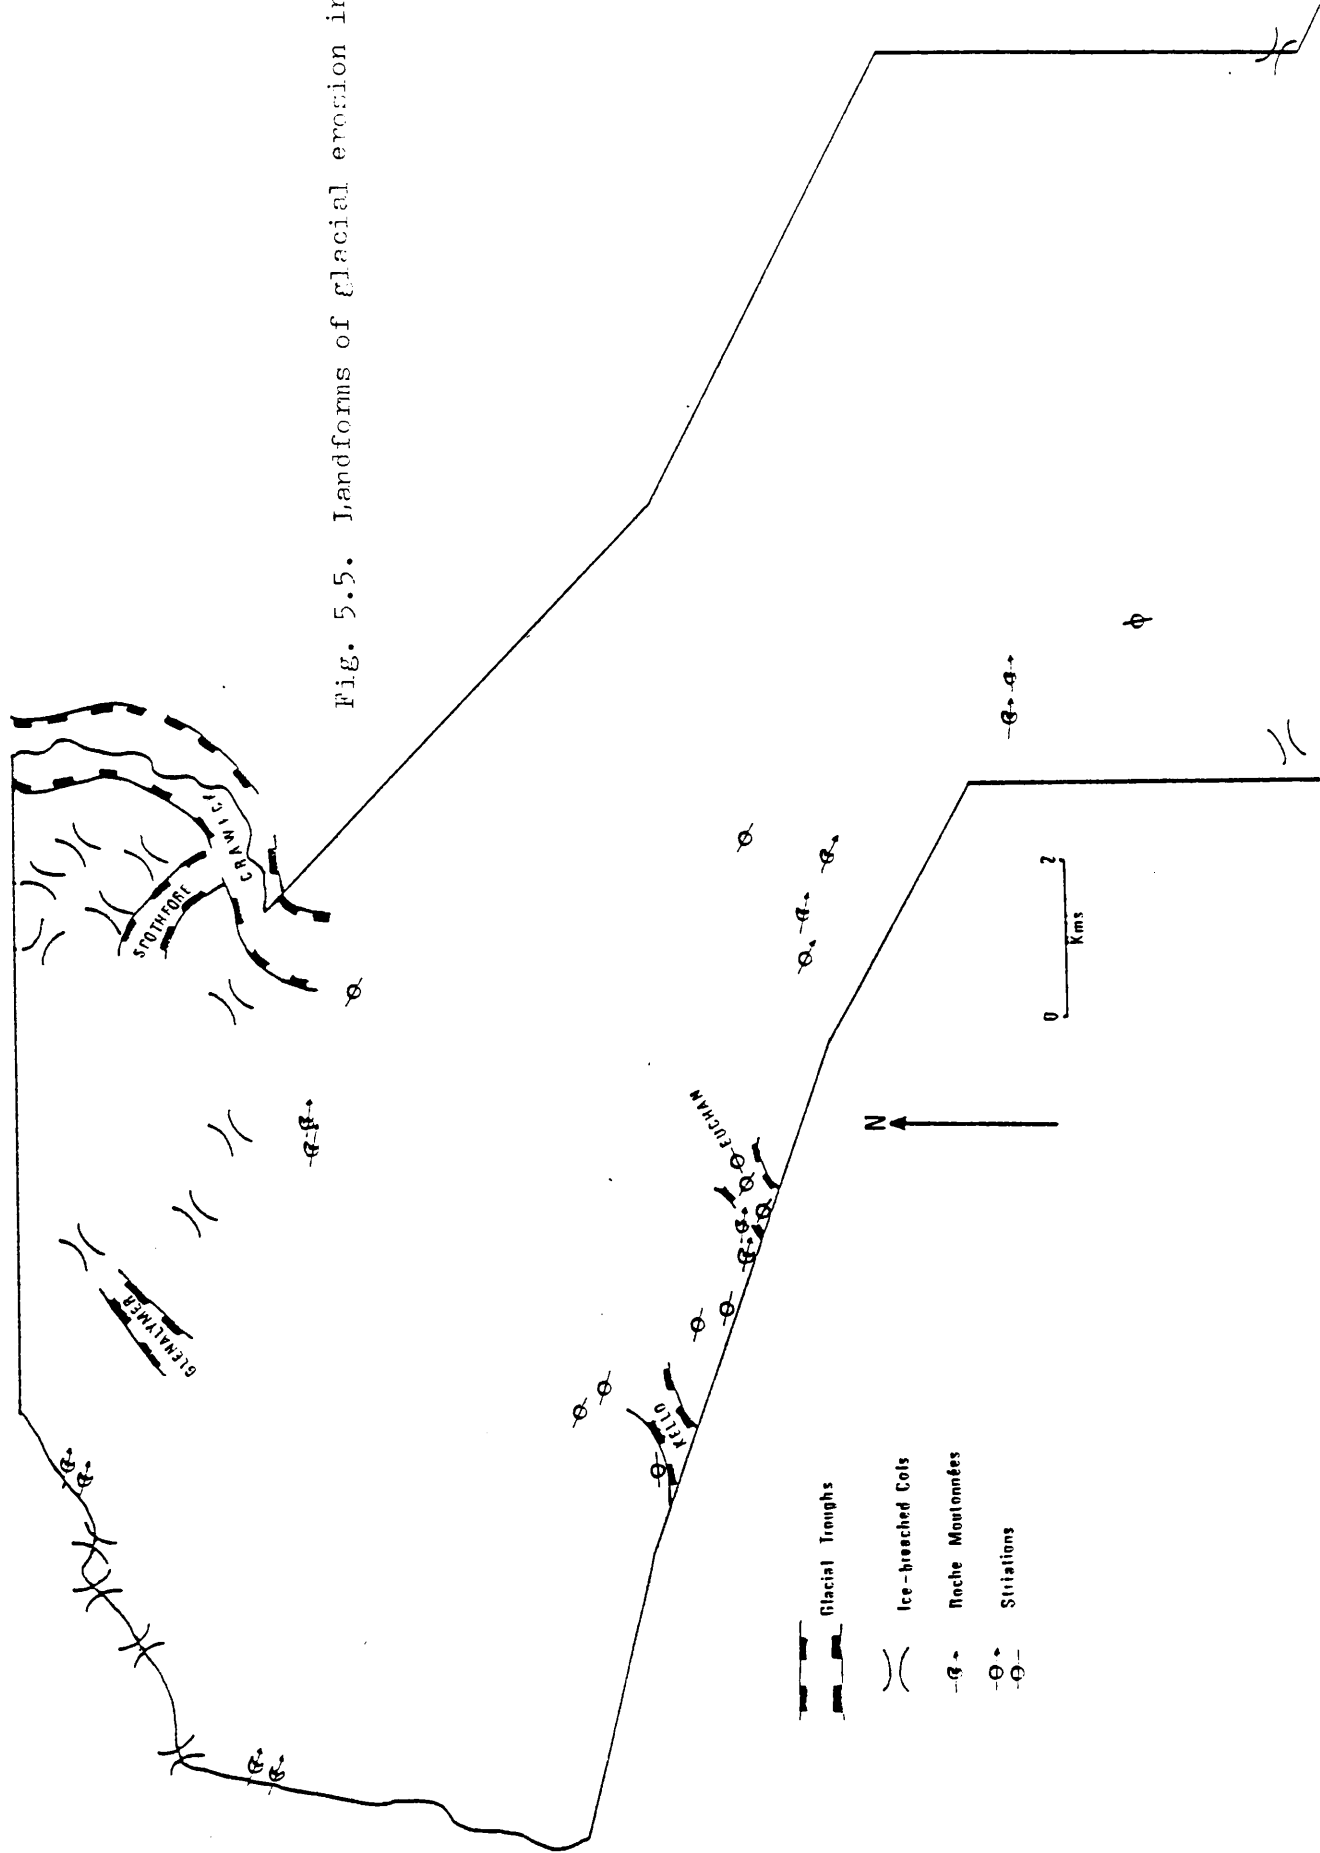 Fig. 5.5. Landforms of glacial erosion in
CRAWICK
SPOTHFORE
GLENALYMER
EUCHAN
KELLO
N
0 2
Kms
Glacial Troughs
Ice-breached Cols
Roche Moutonnées
Striations